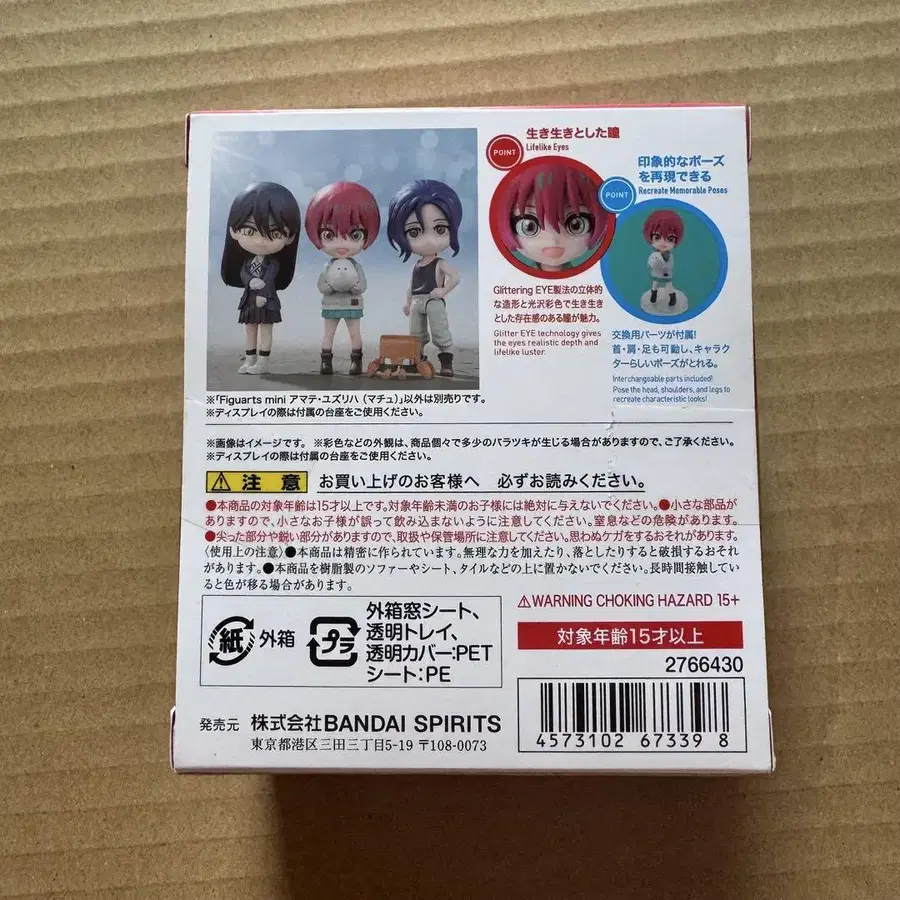 POINT
生き生きとした瞳
Lifelike Eyes
POINT
印象的なポーズ
を再現できる
Recreate Memorable Poses
Glittering EYE製法の立体的
な造形と光沢彩色で生き生き
とした存在感のある瞳が魅力。
Glitter EYE technology gives
the eyes realistic depth and
lifelike luster.
交換用パーツが付属!
首・肩・足も可動し、キャラク
ターらしいポーズがとれる。
Interchangeable parts included!
Pose the head, shoulders, and legs to
recreate characteristic looks!
※「Figuarts mini アマテ・ユズリハ (マチュ)」以外は別売りです。
※ディスプレイの際は付属の台座をご使用ください。
※画像はイメージです。 ※彩色などの外観は、商品個々で多少のバラツキが生じる場合がありますので、ご了承ください。
※ディスプレイの際は付属の台座をご使用ください。
注意 お買い上げのお客様へ 必ずお読みください。
●本商品の対象年齢は15才以上です。対象年齢未満のお子様には絶対に与えないでください。●小さな部品が
ありますので、小さなお子様が誤って飲み込まないように注意してください。窒息などの危険があります。
●尖った部分や鋭い部分がありますので、取扱や保管場所に注意してください。思わぬケガをするおそれがあります。
〈使用上の注意〉●本商品は精密に作られています。無理な力を加えたり、落としたりすると破損するおそれ
があります。●本商品を樹脂製のソファーやシート、タイルなどの上に置かないでください。長時間接触してい
ると色が移る場合があります。
紙 外箱
プラ
外箱窓シート、
透明トレイ、
透明カバー:PET
シート:PE
⚠WARNING CHOKING HAZARD 15+
対象年齢15才以上
2766430
4573102 67339 8
発売元 株式会社BANDAI SPIRITS
東京都港区三田三丁目5-19 〒108-0073